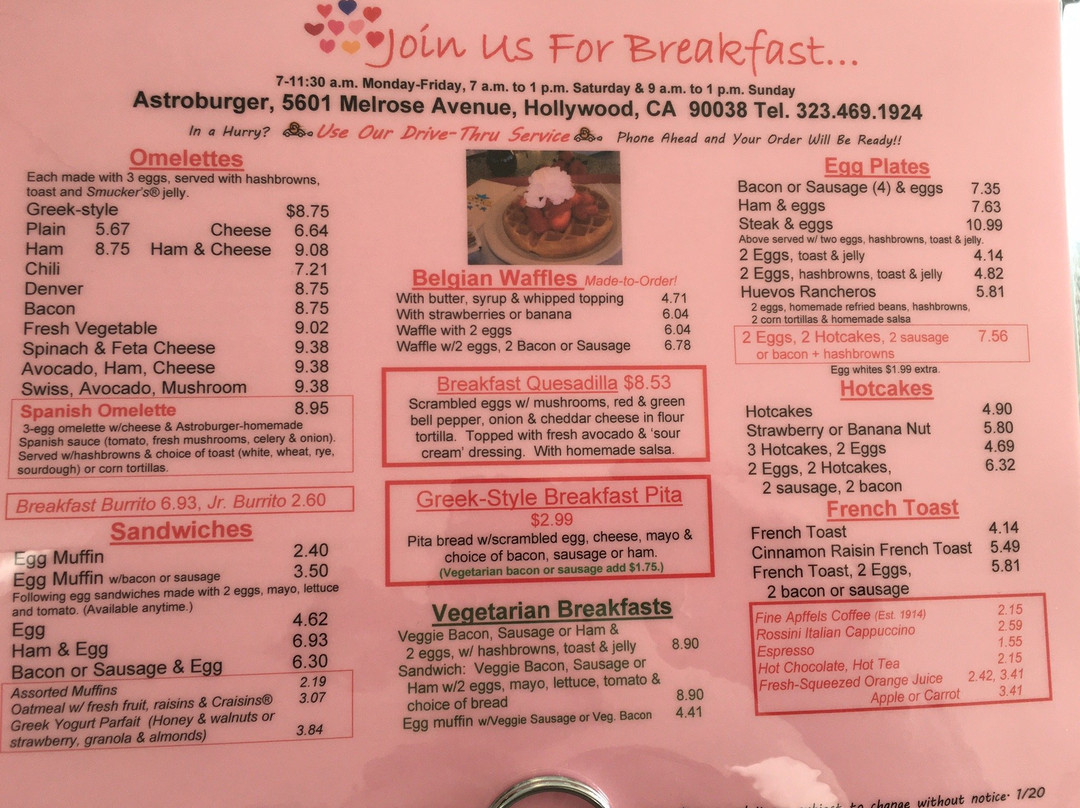 Join Us For Breakfast...
7-11:30 a.m. Monday-Friday, 7 a.m. to 1 p.m. Saturday & 9 a.m. to 1 p.m. Sunday
Astroburger, 5601 Melrose Avenue, Hollywood, CA 90038 Tel. 323.469.1924
In a Hurry? Use Our Drive-Thru Service Phone Ahead and Your Order Will Be Ready!!
Omelettes
Each made with 3 eggs, served with hashbrowns,
toast and Smucker's® jelly.
Greek-style $8.75
Plain 5.67 Cheese 6.64
Ham 8.75 Ham & Cheese 9.08
Chili 7.21
Denver 8.75
Bacon 8.75
Fresh Vegetable 9.02
Spinach & Feta Cheese 9.38
Avocado, Ham, Cheese 9.38
Swiss, Avocado, Mushroom 9.38
Spanish Omelette 8.95
3-egg omelette w/cheese & Astroburger-homemade
Spanish sauce (tomato, fresh mushrooms, celery & onion).
Served w/hashbrowns & choice of toast (white, wheat, rye,
sourdough) or corn tortillas.
Breakfast Burrito 6.93, Jr. Burrito 2.60
Sandwiches
Egg Muffin 2.40
Egg Muffin w/bacon or sausage 3.50
Following egg sandwiches made with 2 eggs, mayo, lettuce
and tomato. (Available anytime.)
Egg 4.62
Ham & Egg 6.93
Bacon or Sausage & Egg 6.30
Assorted Muffins 2.19
Oatmeal w/ fresh fruit, raisins & Craisins® 3.07
Greek Yogurt Parfait (Honey & walnuts or
strawberry, granola & almonds) 3.84
Belgian Waffles Made-to-Order!
With butter, syrup & whipped topping 4.71
With strawberries or banana 6.04
Waffle with 2 eggs 6.04
Waffle w/2 eggs, 2 Bacon or Sausage 6.78
Breakfast Quesadilla $8.53
Scrambled eggs w/ mushrooms, red & green
bell pepper, onion & cheddar cheese in flour
tortilla. Topped with fresh avocado & 'sour
cream' dressing. With homemade salsa.
Greek-Style Breakfast Pita
$2.99
Pita bread w/scrambled egg, cheese, mayo &
choice of bacon, sausage or ham.
(Vegetarian bacon or sausage add $1.75.)
Vegetarian Breakfasts
Veggie Bacon, Sausage or Ham &
2 eggs, w/ hashbrowns, toast & jelly 8.90
Sandwich: Veggie Bacon, Sausage or
Ham w/2 eggs, mayo, lettuce, tomato &
choice of bread 8.90
Egg muffin w/Veggie Sausage or Veg. Bacon 4.41
Egg Plates
Bacon or Sausage (4) & eggs 7.35
Ham & eggs 7.63
Steak & eggs 10.99
Above served w/ two eggs, hashbrowns, toast & jelly.
2 Eggs, toast & jelly 4.14
2 Eggs, hashbrowns, toast & jelly 4.82
Huevos Rancheros 5.81
2 eggs, homemade refried beans, hashbrowns,
2 corn tortillas & homemade salsa
2 Eggs, 2 Hotcakes, 2 sausage 7.56
or bacon + hashbrowns
Egg whites $1.99 extra.
Hotcakes
Hotcakes 4.90
Strawberry or Banana Nut 5.80
3 Hotcakes, 2 Eggs 4.69
2 Eggs, 2 Hotcakes, 6.32
2 sausage, 2 bacon
French Toast
French Toast 4.14
Cinnamon Raisin French Toast 5.49
French Toast, 2 Eggs, 5.81
2 bacon or sausage
Fine Apffels Coffee (Est. 1914) 2.15
Rossini Italian Cappuccino 2.59
Espresso 1.55
Hot Chocolate, Hot Tea 2.15
Fresh-Squeezed Orange Juice 2.42, 3.41
Apple or Carrot 3.41
to change without notice· 1/20